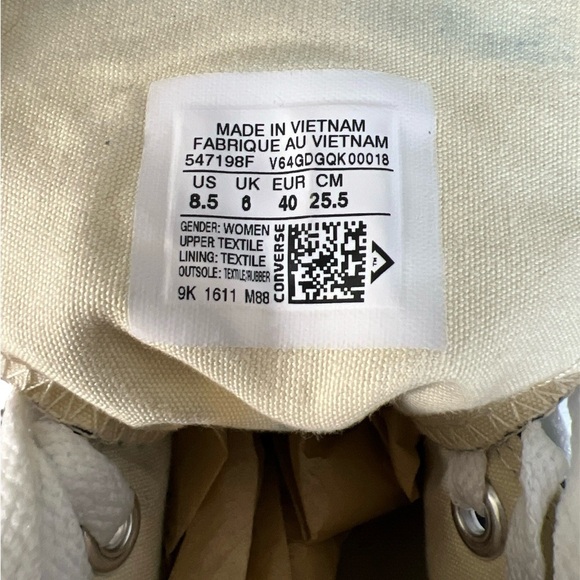 MADE IN VIETNAM
FABRIQUE AU VIETNAM
547198F V64GDGQK00018
US UK EUR CM
8.5 6 40 25.5
GENDER: WOMEN
UPPER TEXTILE
LINING: TEXTILE
OUTSOLE: TEXTILE/RUBBER
9K 1611 M88
CONVERSE